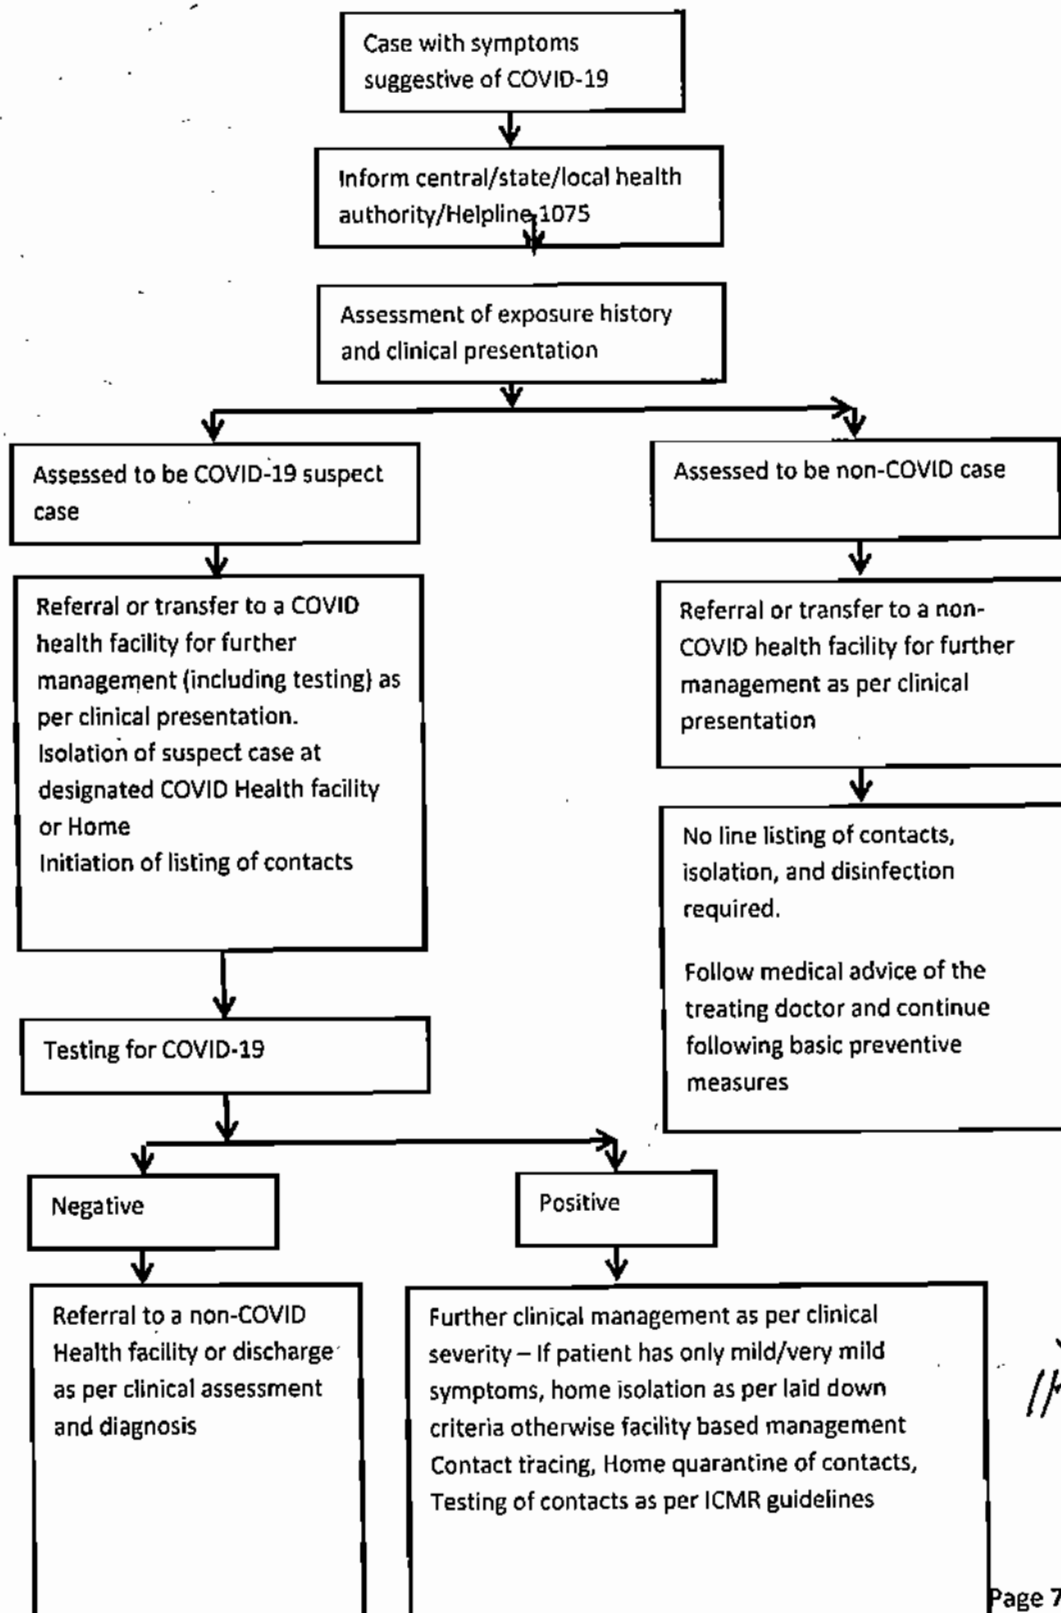 Case with symptoms
suggestive of COVID-19
Inform central/state/local health
authority/Helpline 1075
Assessment of exposure history
and clinical presentation
Assessed to be COVID-19 suspect
case
Assessed to be non-COVID case
Referral or transfer to a COVID
health facility for further
management (including testing) as
per clinical presentation.
Isolation of suspect case at
designated COVID Health facility
or Home
Initiation of listing of contacts
Referral or transfer to a non-
COVID health facility for further
management as per clinical
presentation
No line listing of contacts,
isolation, and disinfection
required.
Follow medical advice of the
treating doctor and continue
following basic preventive
measures
Testing for COVID-19
Negative
Positive
Referral to a non-COVID
Health facility or discharge
as per clinical assessment
and diagnosis
Further clinical management as per clinical
severity – If patient has only mild/very mild
symptoms, home isolation as per laid down
criteria otherwise facility based management
Contact tracing, Home quarantine of contacts,
Testing of contacts as per ICMR guidelines
Page 7